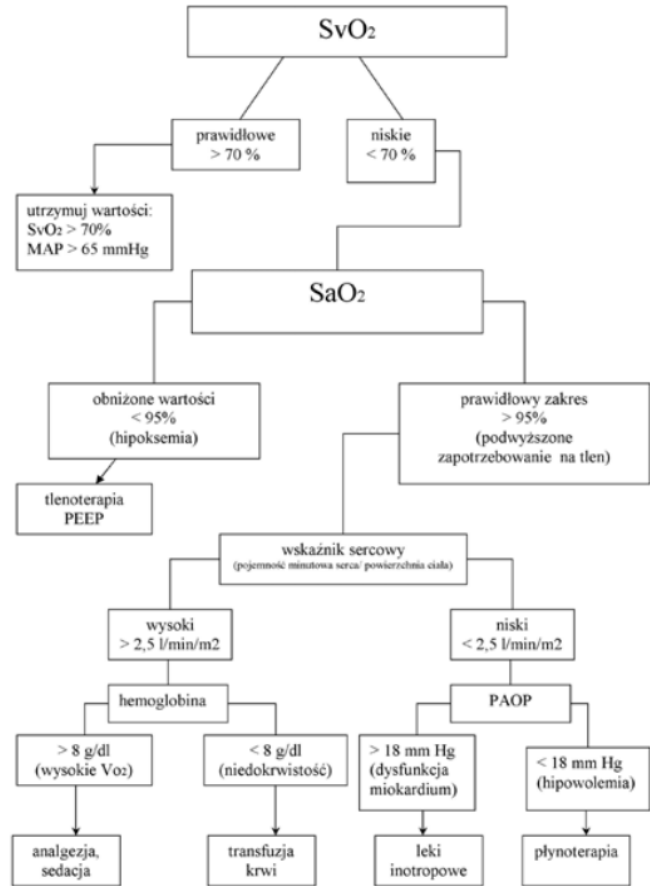 SvO₂
prawidłowe
> 70 %
niskie
< 70 %
utrzymuj wartości:
SvO₂ > 70%
MAP > 65 mmHg
SaO₂
obniżone wartości
< 95%
(hipoksemia)
prawidłowy zakres
> 95%
(podwyższone
zapotrzebowanie na tlen)
tlenoterapia
PEEP
wskaźnik sercowy
(pojemność minutowa serca/ powierzchnia ciała)
wysoki
> 2,5 l/min/m2
niski
< 2,5 l/min/m2
hemoglobina
PAOP
> 8 g/dl
(wysokie Vo₂)
< 8 g/dl
(niedokrwistość)
> 18 mm Hg
(dysfunkcja
miokardium)
< 18 mm Hg
(hipowolemia)
analgezja,
sedacja
transfuzja
krwi
leki
inotropowe
płynoterapia